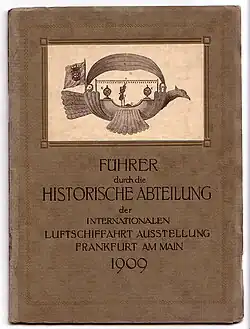 FÜHRER
durch die
HISTORISCHE ABTEILUNG
der
INTERNATIONALEN
LUFTSCHIFFAHRT AUSSTELLUNG
FRANKFURT AM MAIN
1909